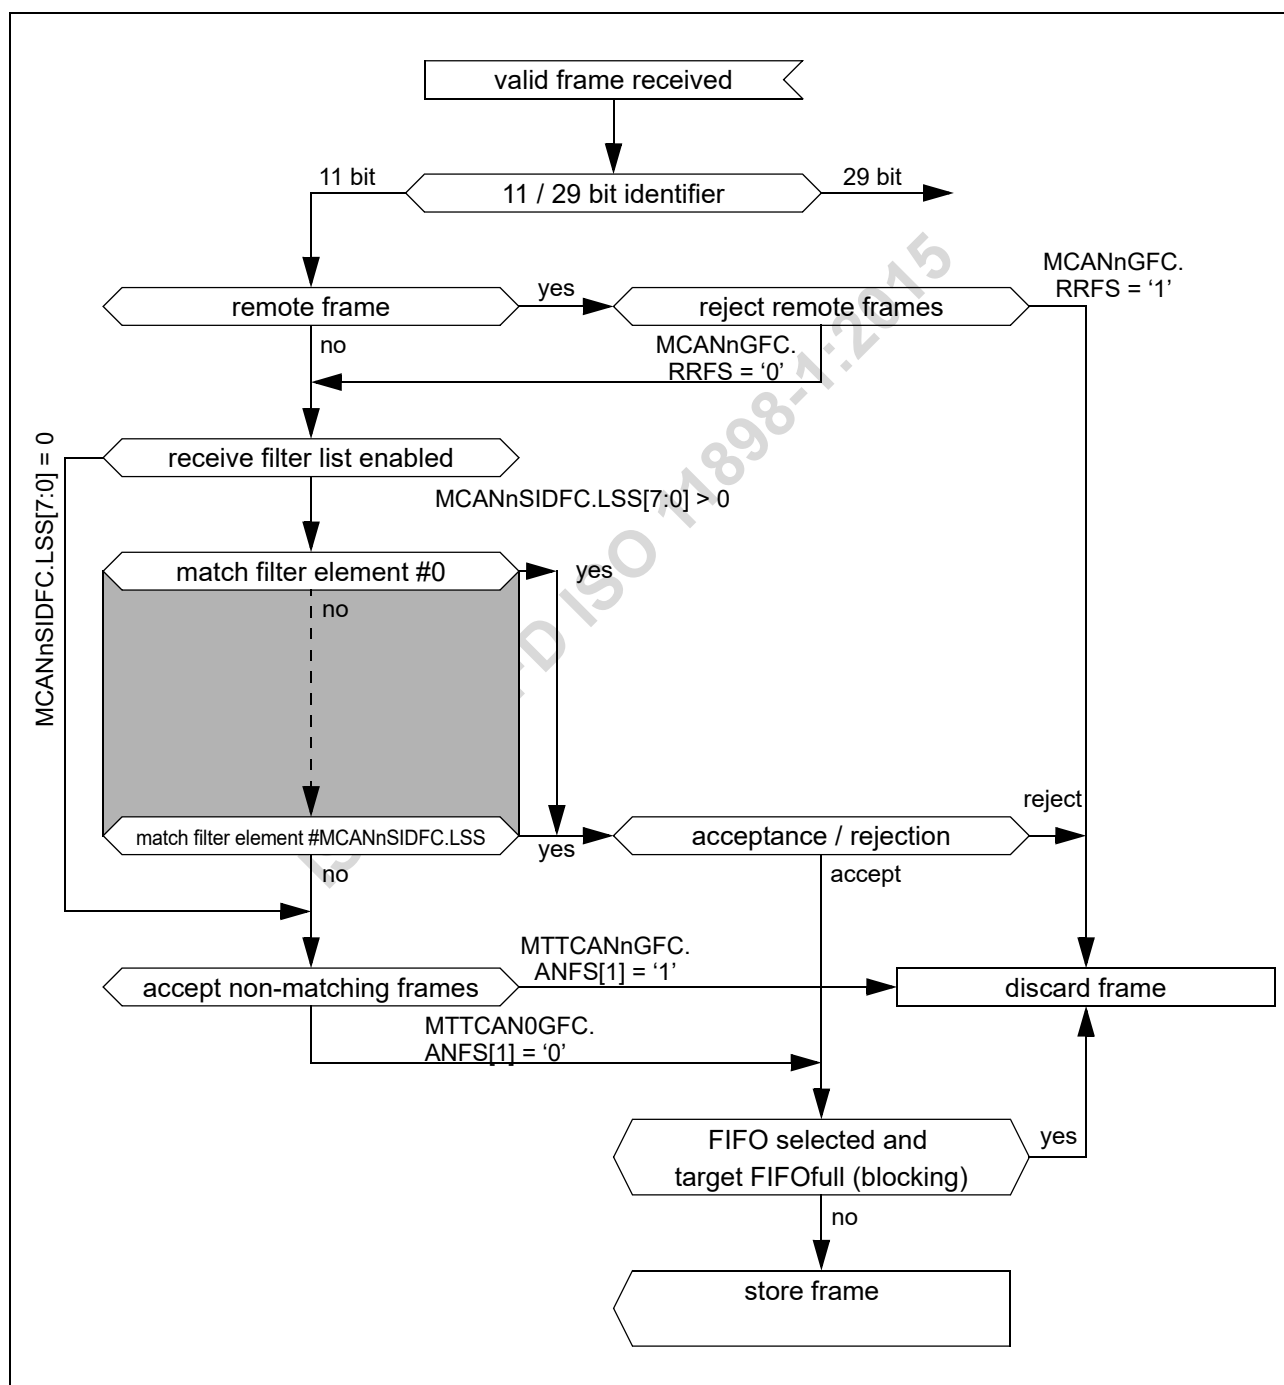 valid frame received
11 bit
11 / 29 bit identifier
29 bit
MCANnGFC.
RRFS = ‘1’
remote frame
yes
reject remote frames
no
MCANnGFC.
RRFS = ‘0’
receive filter list enabled
MCANnSIDFC.LSS[7:0] = 0
MCANnSIDFC.LSS[7:0] > 0
match filter element #0
yes
no
reject
match filter element #MCANnSIDFC.LSS
yes
acceptance / rejection
no
accept
MTTCANnGFC.
ANFS[1] = ‘1’
accept non-matching frames
discard frame
MTTCAN0GFC.
ANFS[1] = ‘0’
FIFO selected and
target FIFOfull (blocking)
yes
no
store frame
D ISO 11898-1:2015